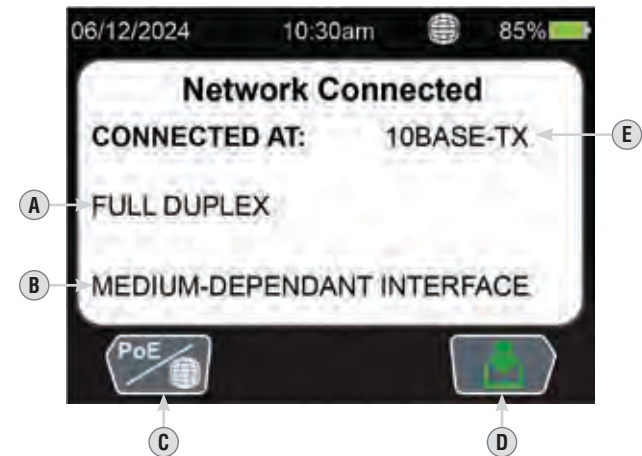 06/12/2024 10:30am 85%
Network Connected
CONNECTED AT: 10BASE-TX
E
A
FULL DUPLEX
B
MEDIUM-DEPENDANT INTERFACE
PoE
C
D